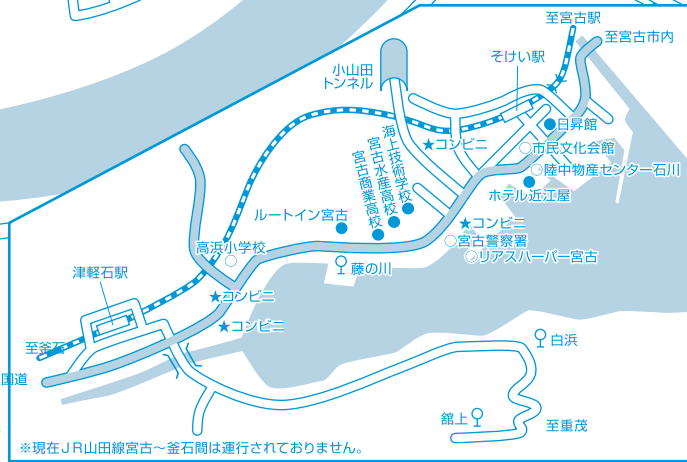 至宮古駅
至宮古市内
そけい駅
小山田
トンネル
日昇館
★コンビニ
市民文化会館
陸中物産センター石川
ホテル近江屋
海上技術学校
宮古水産高校
宮古商業高校
ルートイン宮古
★コンビニ
宮古警察署
リアスハーバー宮古
高浜小学校
藤の川
津軽石駅
★コンビニ
★コンビニ
至釜石
国道
白浜
舘上
至重茂
※現在JR山田線宮古～釜石間は運行されておりません。